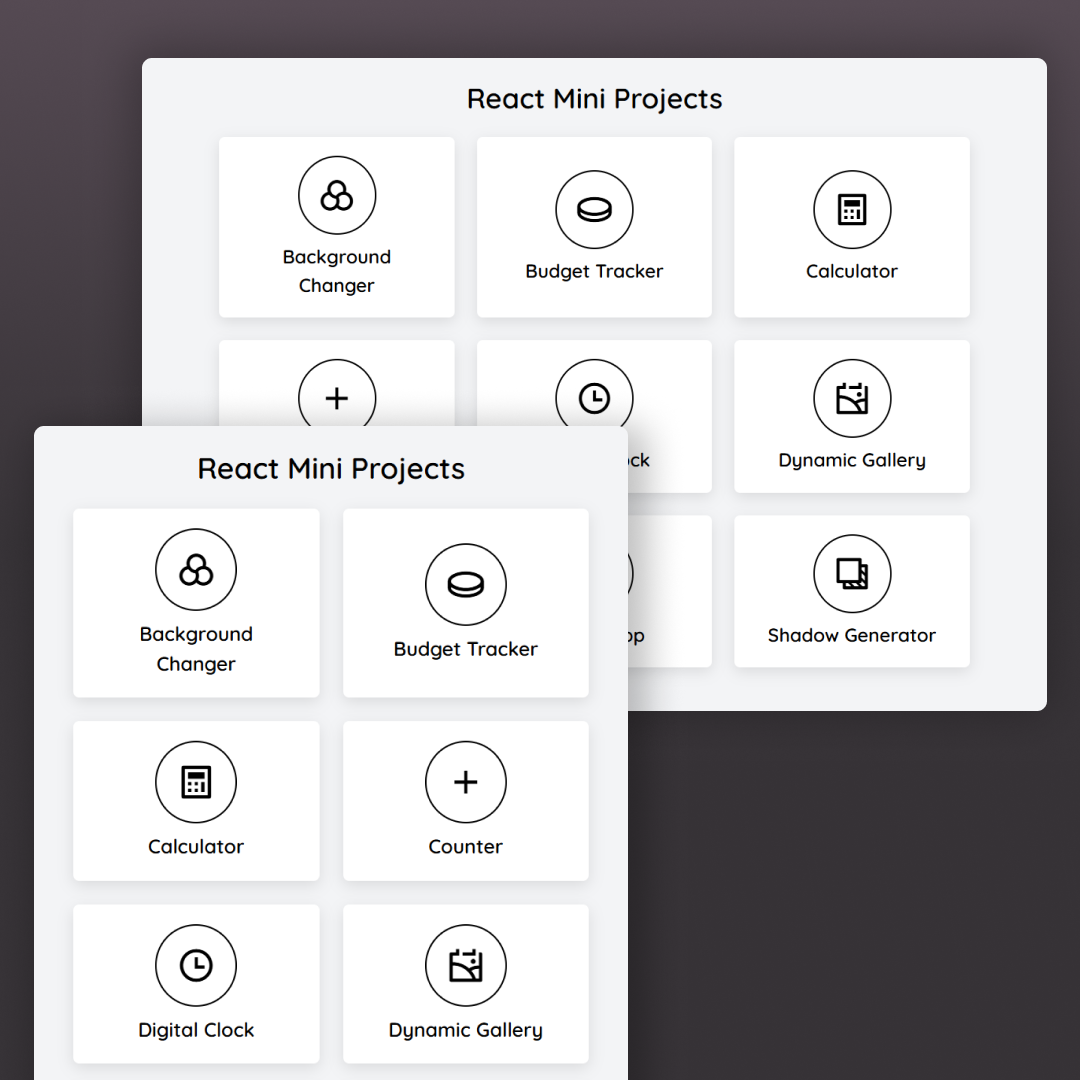 React Mini Projects
Background
Changer
Budget Tracker
Calculator
Dynamic Gallery
Shadow Generator
React Mini Projects
Background
Changer
Budget Tracker
Calculator
Counter
Digital Clock
Dynamic Gallery